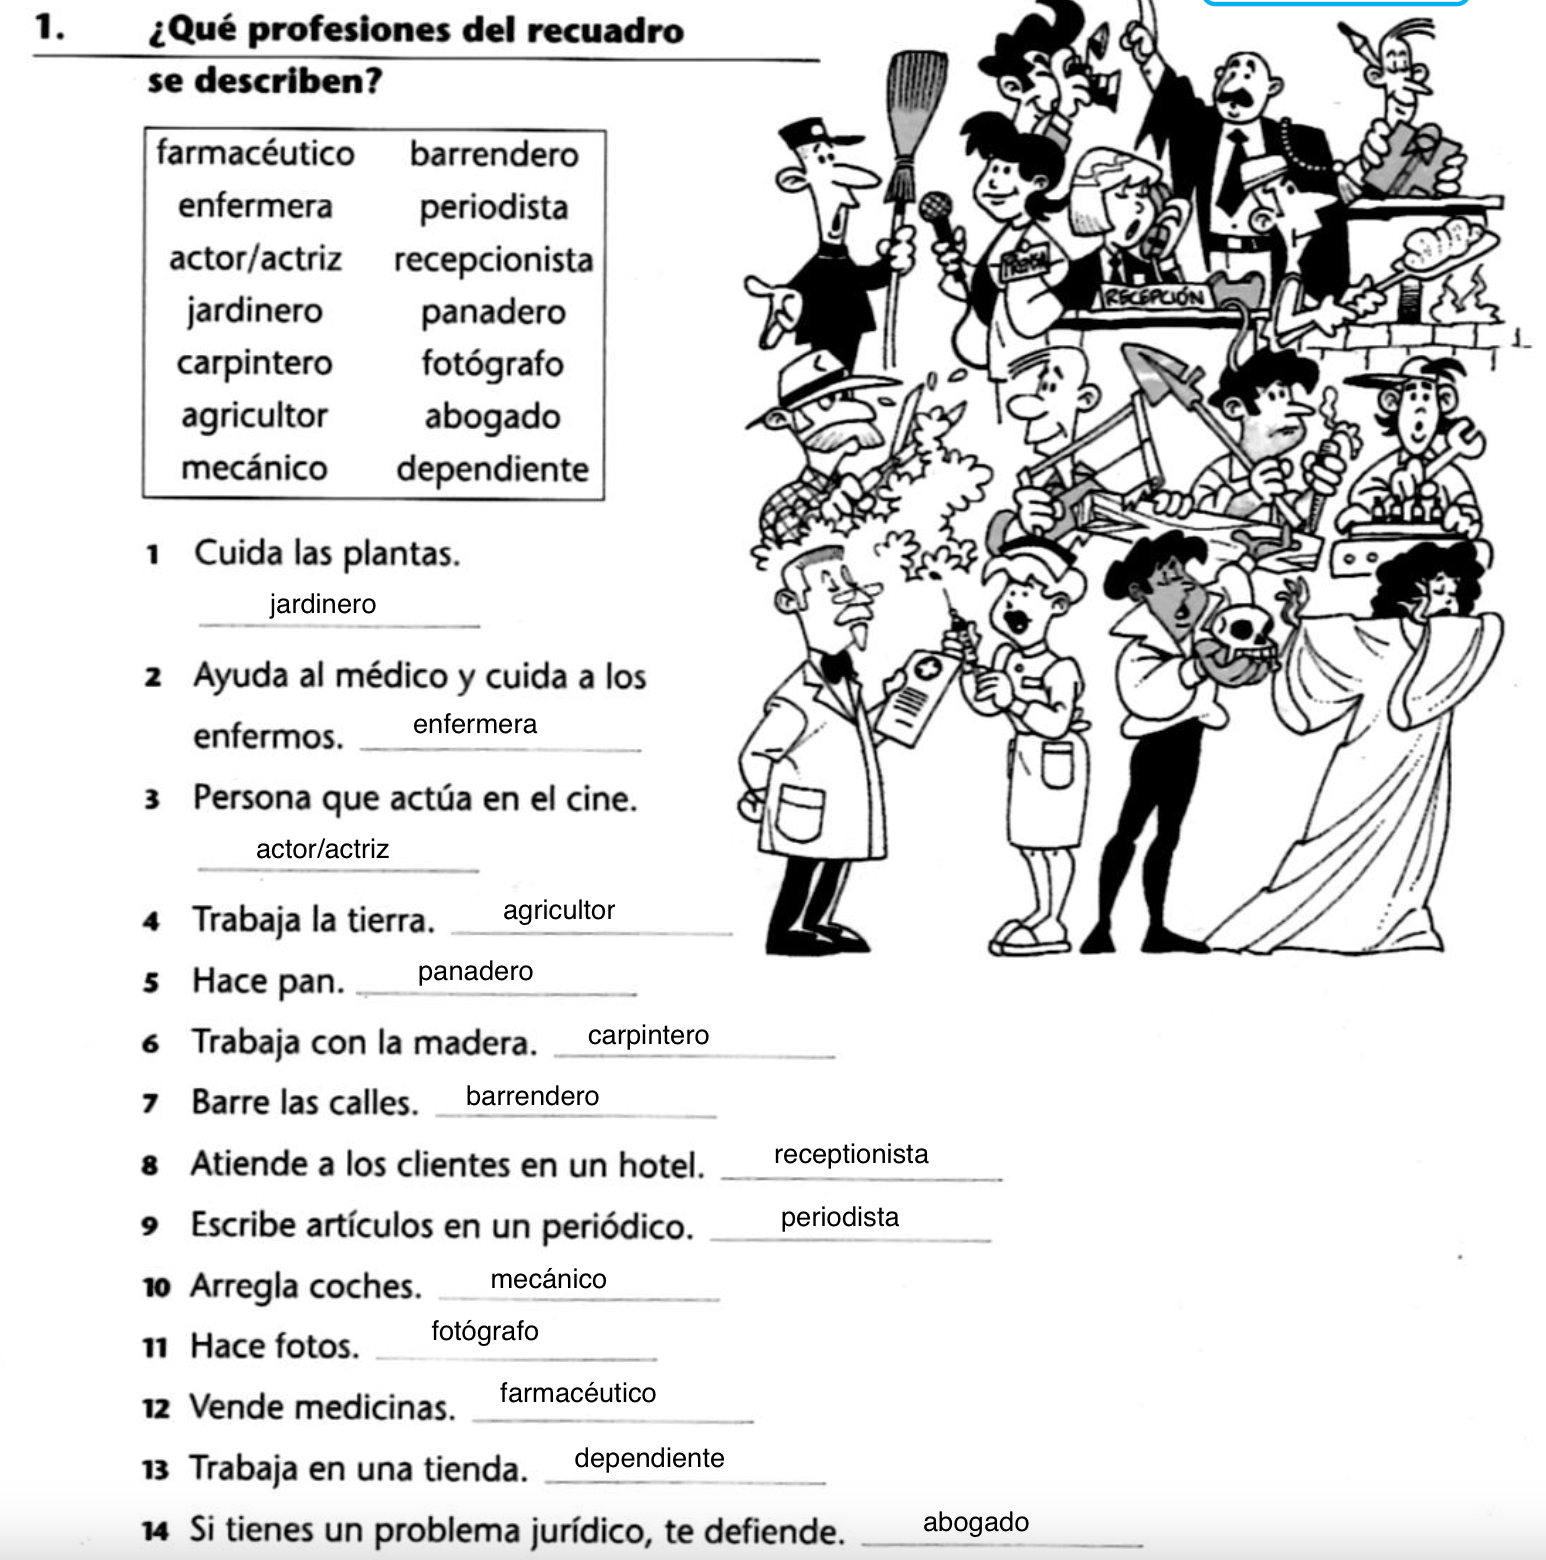 1. ¿Qué profesiones del recuadro
se describen?
farmacéutico barrendero
enfermera periodista
actor/actriz recepcionista
jardinero panadero
carpintero fotógrafo
agricultor abogado
mecánico dependiente
PRENSA
RECEPCIÓN
1 Cuida las plantas.
jardinero
2 Ayuda al médico y cuida a los
enfermos. enfermera
3 Persona que actúa en el cine.
actor/actriz
4 Trabaja la tierra. agricultor
5 Hace pan. panadero
6 Trabaja con la madera. carpintero
7 Barre las calles. barrendero
8 Atiende a los clientes en un hotel. receptionista
9 Escribe artículos en un periódico. periodista
10 Arregla coches. mecánico
11 Hace fotos. fotógrafo
12 Vende medicinas. farmacéutico
13 Trabaja en una tienda. dependiente
14 Si tienes un problema jurídico, te defiende. abogado